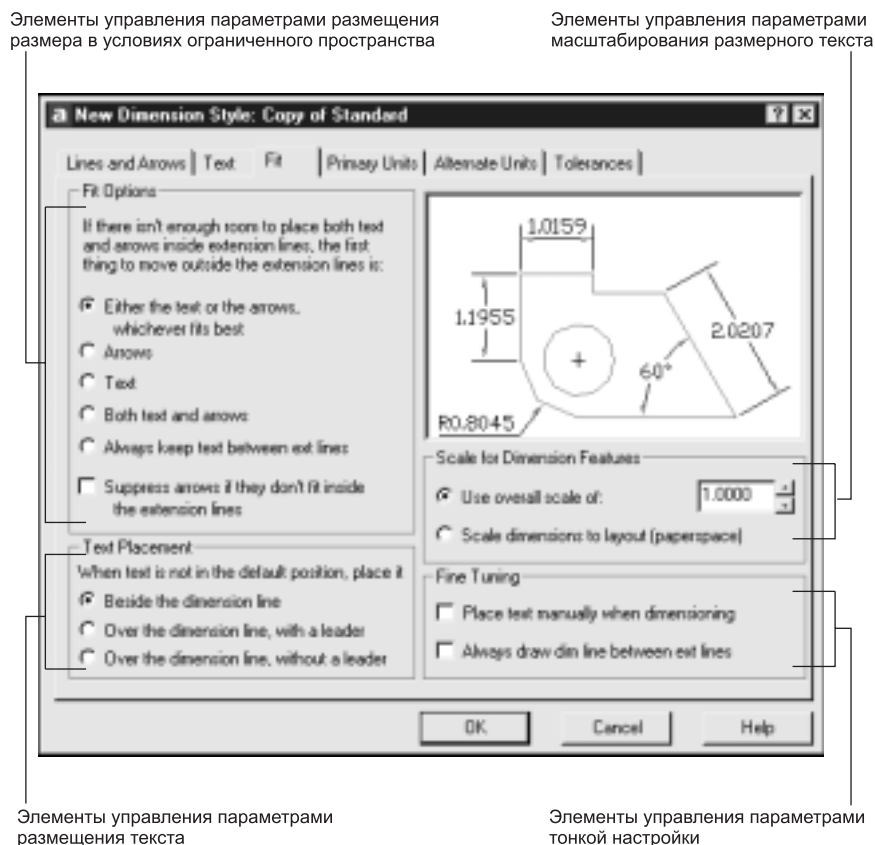 Элементы управления параметрами размещения
размера в условиях ограниченного пространства
Элементы управления параметрами
масштабирования размерного текста
New Dimension Style: Copy of Standard
Lines and Arrows
Text
Fit
Primary Units
Alternate Units
Tolerances
Fit Options
If there isn't enough room to place both text
and arrows inside extension lines, the first
thing to move outside the extension lines is:
Either the text or the arrows,
whichever fits best
Arrows
Text
Both text and arrows
Always keep text between ext lines
Suppress arrows if they don't fit inside
the extension lines
Text Placement
When text is not in the default position, place it
Beside the dimension line
Over the dimension line, with a leader
Over the dimension line, without a leader
1.0159
1.1955
2.0207
60°
R0.8045
Scale for Dimension Features
Use overall scale of:
1.0000
Scale dimensions to layout (paperspace)
Fine Tuning
Place text manually when dimensioning
Always draw dim line between ext lines
OK
Cancel
Help
Элементы управления параметрами
размещения текста
Элементы управления параметрами
тонкой настройки